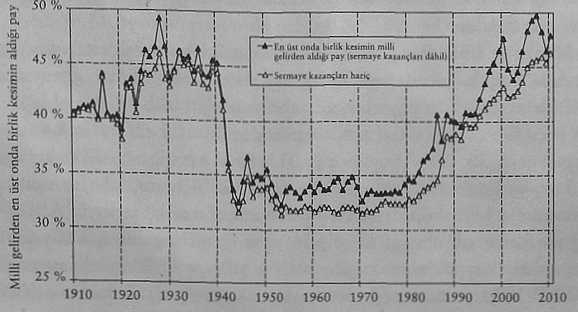 Milli gelirden en üst onda birlik kesimin aldığı pay
50 %
45 %
40 %
35 %
30 %
25 %
En üst onda birlik kesimin milli
gelirden aldığı pay (sermaye kazançları dâhil)
Sermaye kazançları hariç
1910 1920 1930 1940 1950 1960 1970 1980 1990 2000 2010